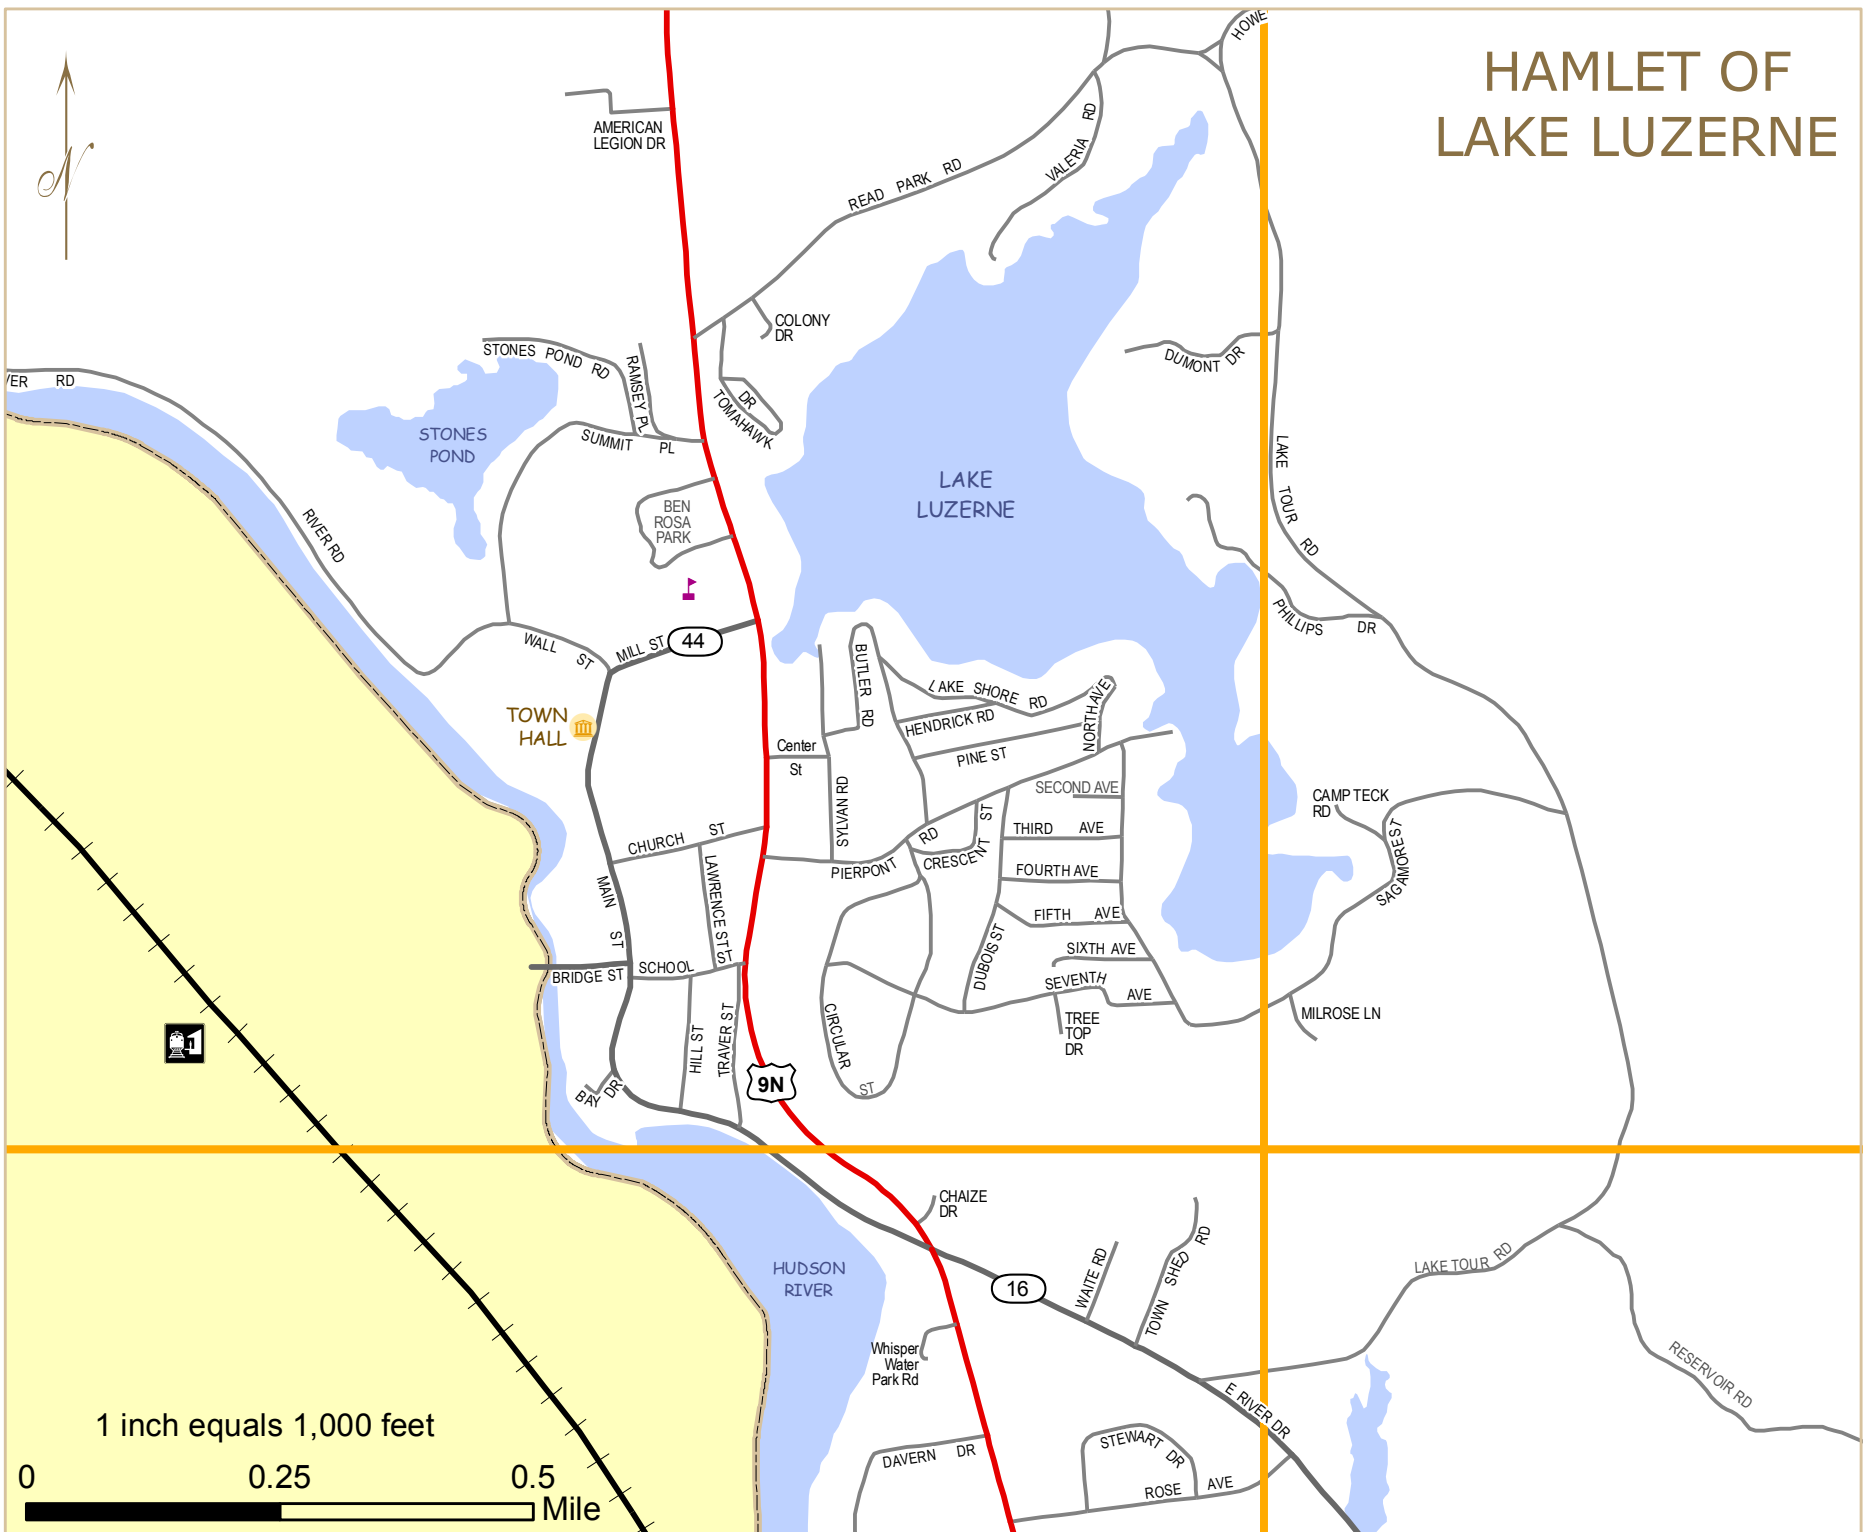 HAMLET OF
LAKE LUZERNE
N
HOWE
AMERICAN
LEGION DR
READ PARK RD
VALERIA RD
COLONY
DR
STONES POND RD
RAMSEY PL
TOMAHAWK
DR
DUMONT DR
VER RD
STONES
POND
SUMMIT PL
LAKE
LUZERNE
LAKE TOUR RD
BEN
ROSA
PARK
RIVER RD
PHILLIPS DR
WALL ST
MILL ST
44
BUTLER RD
LAKE SHORE RD
HENDRICK RD
NORTH AVE
TOWN
HALL
Center
St
PINE ST
SECOND AVE
SYLVAN RD
CAMP TECK
RD
CHURCH ST
THIRD AVE
PIERPONT RD
CRESCENT ST
SAGAMORE ST
LAWRENCE ST
FOURTH AVE
MAIN ST
FIFTH AVE
DUBOIS ST
SIXTH AVE
BRIDGE ST
SCHOOL ST
SEVENTH AVE
TREE
TOP
DR
MILROSE LN
CIRCULAR ST
HILL ST
TRAVER ST
9N
BAY DR
CHAIZE
DR
HUDSON
RIVER
16
WAITE RD
TOWN SHED RD
LAKE TOUR RD
Whisper
Water
Park Rd
RESERVOIR RD
E RIVER DR
DAVERN DR
STEWART DR
ROSE AVE
1 inch equals 1,000 feet
0 0.25 0.5
Mile